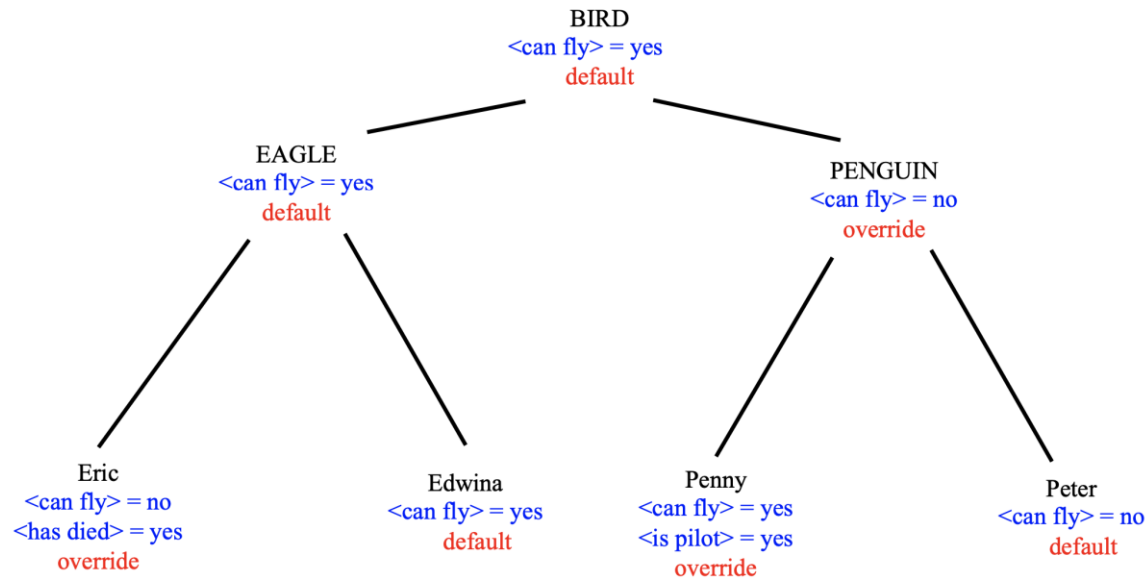 BIRD
<can fly> = yes
default
EAGLE
<can fly> = yes
default
PENGUIN
<can fly> = no
override
Eric
<can fly> = no
<has died> = yes
override
Edwina
<can fly> = yes
default
Penny
<can fly> = yes
<is pilot> = yes
override
Peter
<can fly> = no
default